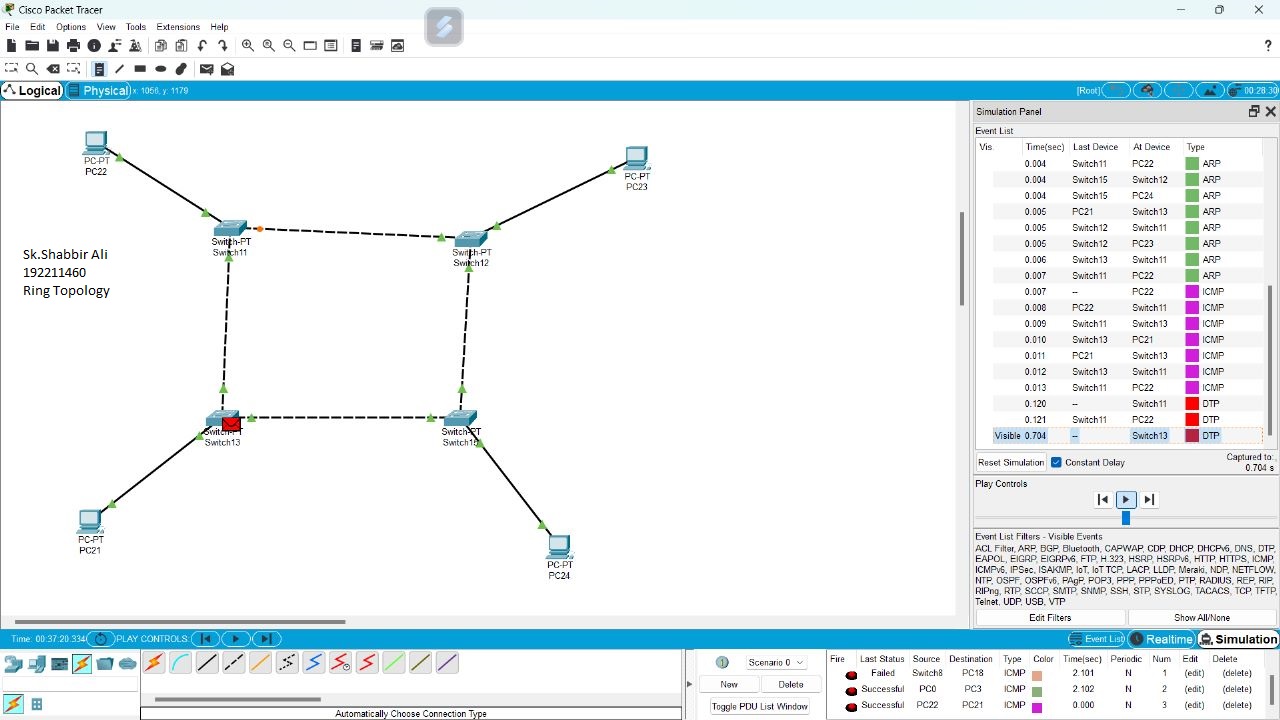 Cisco Packet Tracer
File Edit Options View Tools Extensions Help
?
Logical Physical x: 1056, y: 1179 [Root] 00:28:30
PC-PT
PC22
PC-PT
PC23
Switch-PT
Switch11
Switch-PT
Switch12
Sk.Shabbir Ali
192211460
Ring Topology
Switch-PT
Switch13
Switch-PT
Switch15
PC-PT
PC21
PC-PT
PC24
Simulation Panel
Event List
Vis. Time(sec) Last Device At Device Type
0.004 Switch11 PC22 ARP
0.004 Switch15 Switch12 ARP
0.004 Switch15 PC24 ARP
0.005 PC21 Switch13 ARP
0.005 Switch12 Switch11 ARP
0.005 Switch12 PC23 ARP
0.006 Switch13 Switch11 ARP
0.007 Switch11 PC22 ARP
0.007 -- PC22 ICMP
0.008 PC22 Switch11 ICMP
0.009 Switch11 Switch13 ICMP
0.010 Switch13 PC21 ICMP
0.011 PC21 Switch13 ICMP
0.012 Switch13 Switch11 ICMP
0.013 Switch11 PC22 ICMP
0.120 -- Switch11 DTP
0.121 Switch11 PC22 DTP
Visible 0.704 -- Switch13 DTP
Reset Simulation Constant Delay Captured to:
0.704 s
Play Controls
Event List Filters - Visible Events
ACL Filter, ARP, BGP, Bluetooth, CAPWAP, CDP, DHCP, DHCPv6, DNS, DTP,
EAPOL, EIGRP, EIGRPv6, FTP, H.323, HSRP, HSRPv6, HTTP, HTTPS, ICMP,
ICMPv6, IPSec, ISAKMP, IoT, IoT TCP, LACP, LLDP, Meraki, NDP, NETFLOW,
NTP, OSPF, OSPFv6, PAgP, POP3, PPP, PPPoED, PTP, RADIUS, REP, RIP,
RIPng, RTP, SCCP, SMTP, SNMP, SSH, STP, SYSLOG, TACACS, TCP, TFTP,
Telnet, UDP, USB, VTP
Edit Filters Show All/None
Time: 00:37:20.334 PLAY CONTROLS: Event List Realtime Simulation
Automatically Choose Connection Type
Scenario 0
New Delete
Toggle PDU List Window
Fire Last Status Source Destination Type Color Time(sec) Periodic Num Edit Delete
Failed Switch8 PC18 ICMP 2.101 N 1 (edit) (delete)
Successful PC0 PC3 ICMP 2.102 N 2 (edit) (delete)
Successful PC22 PC21 ICMP 0.000 N 3 (edit) (delete)